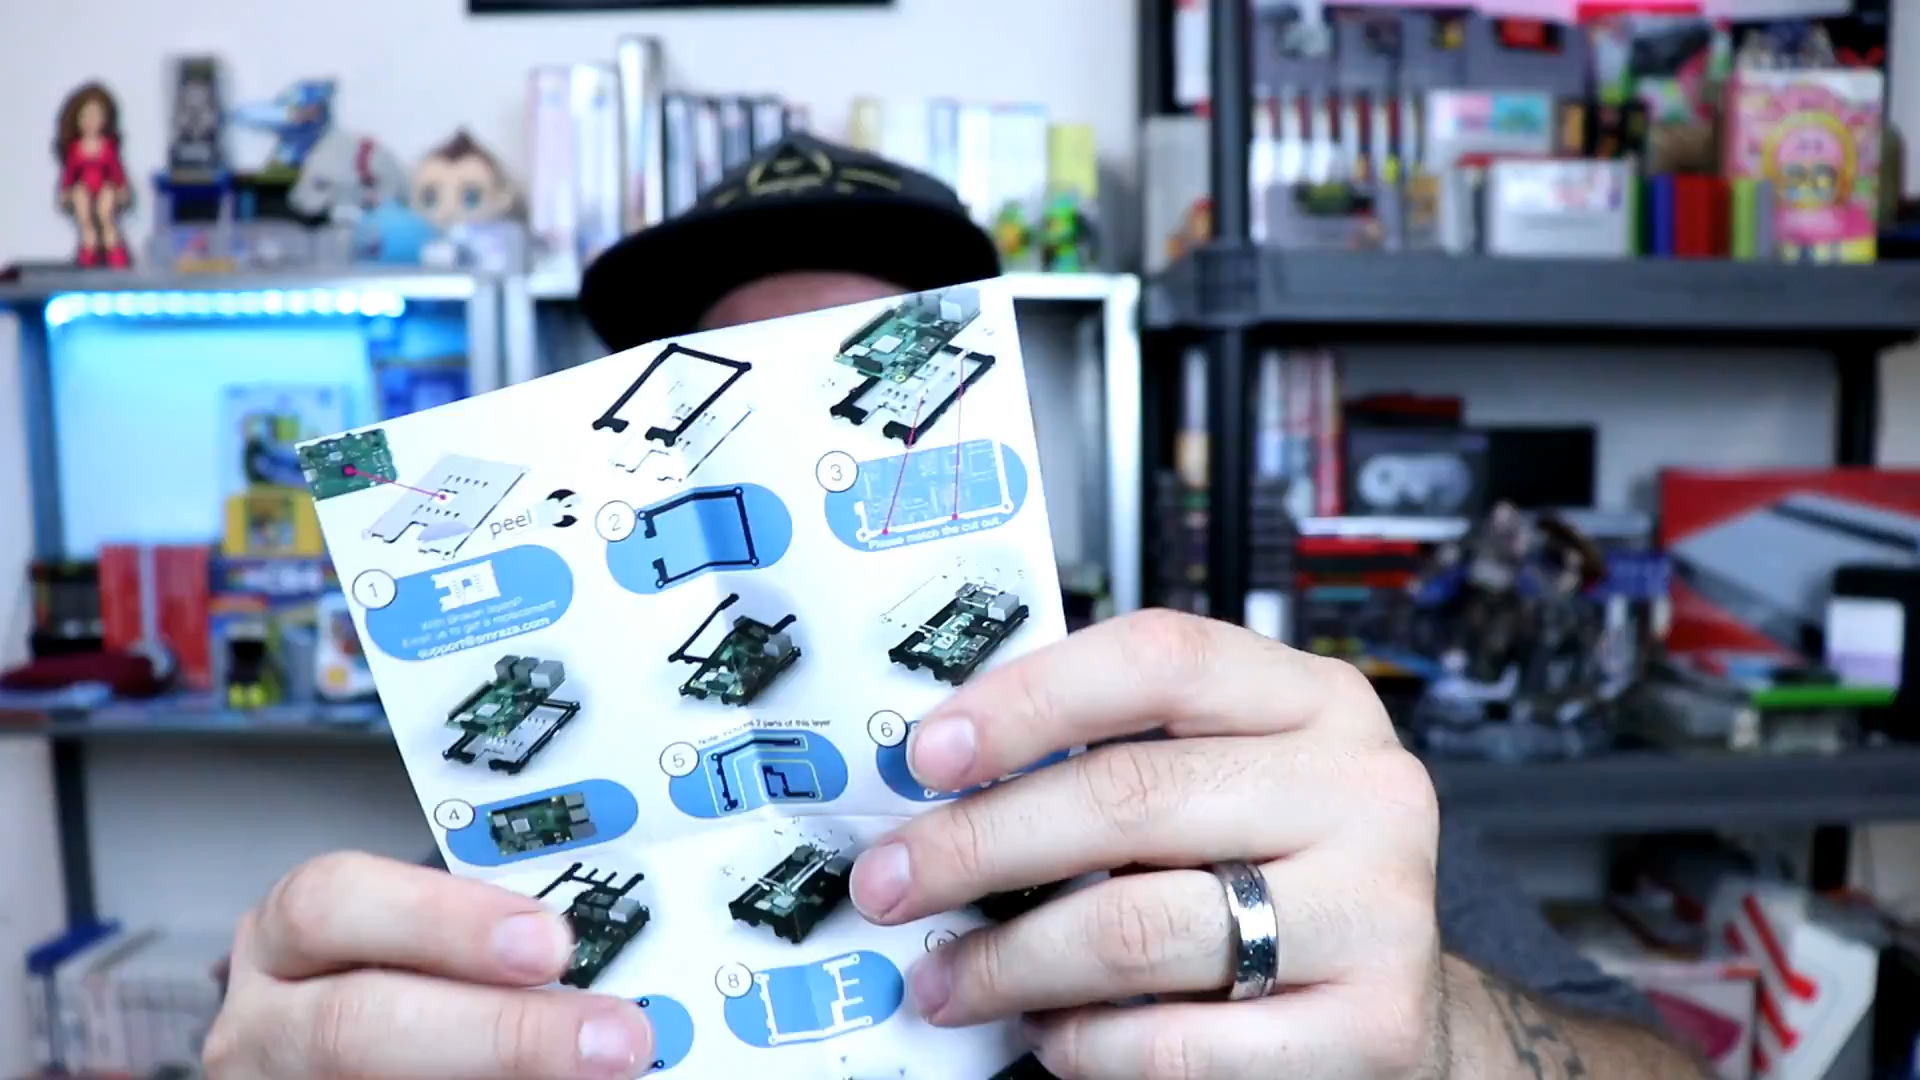 peel
1
With broken layers?
Email us to get a replacement
support@smraza.com
2
3
Please match the cut out.
4
5
Note: includes 2 parts of this layer
6
8